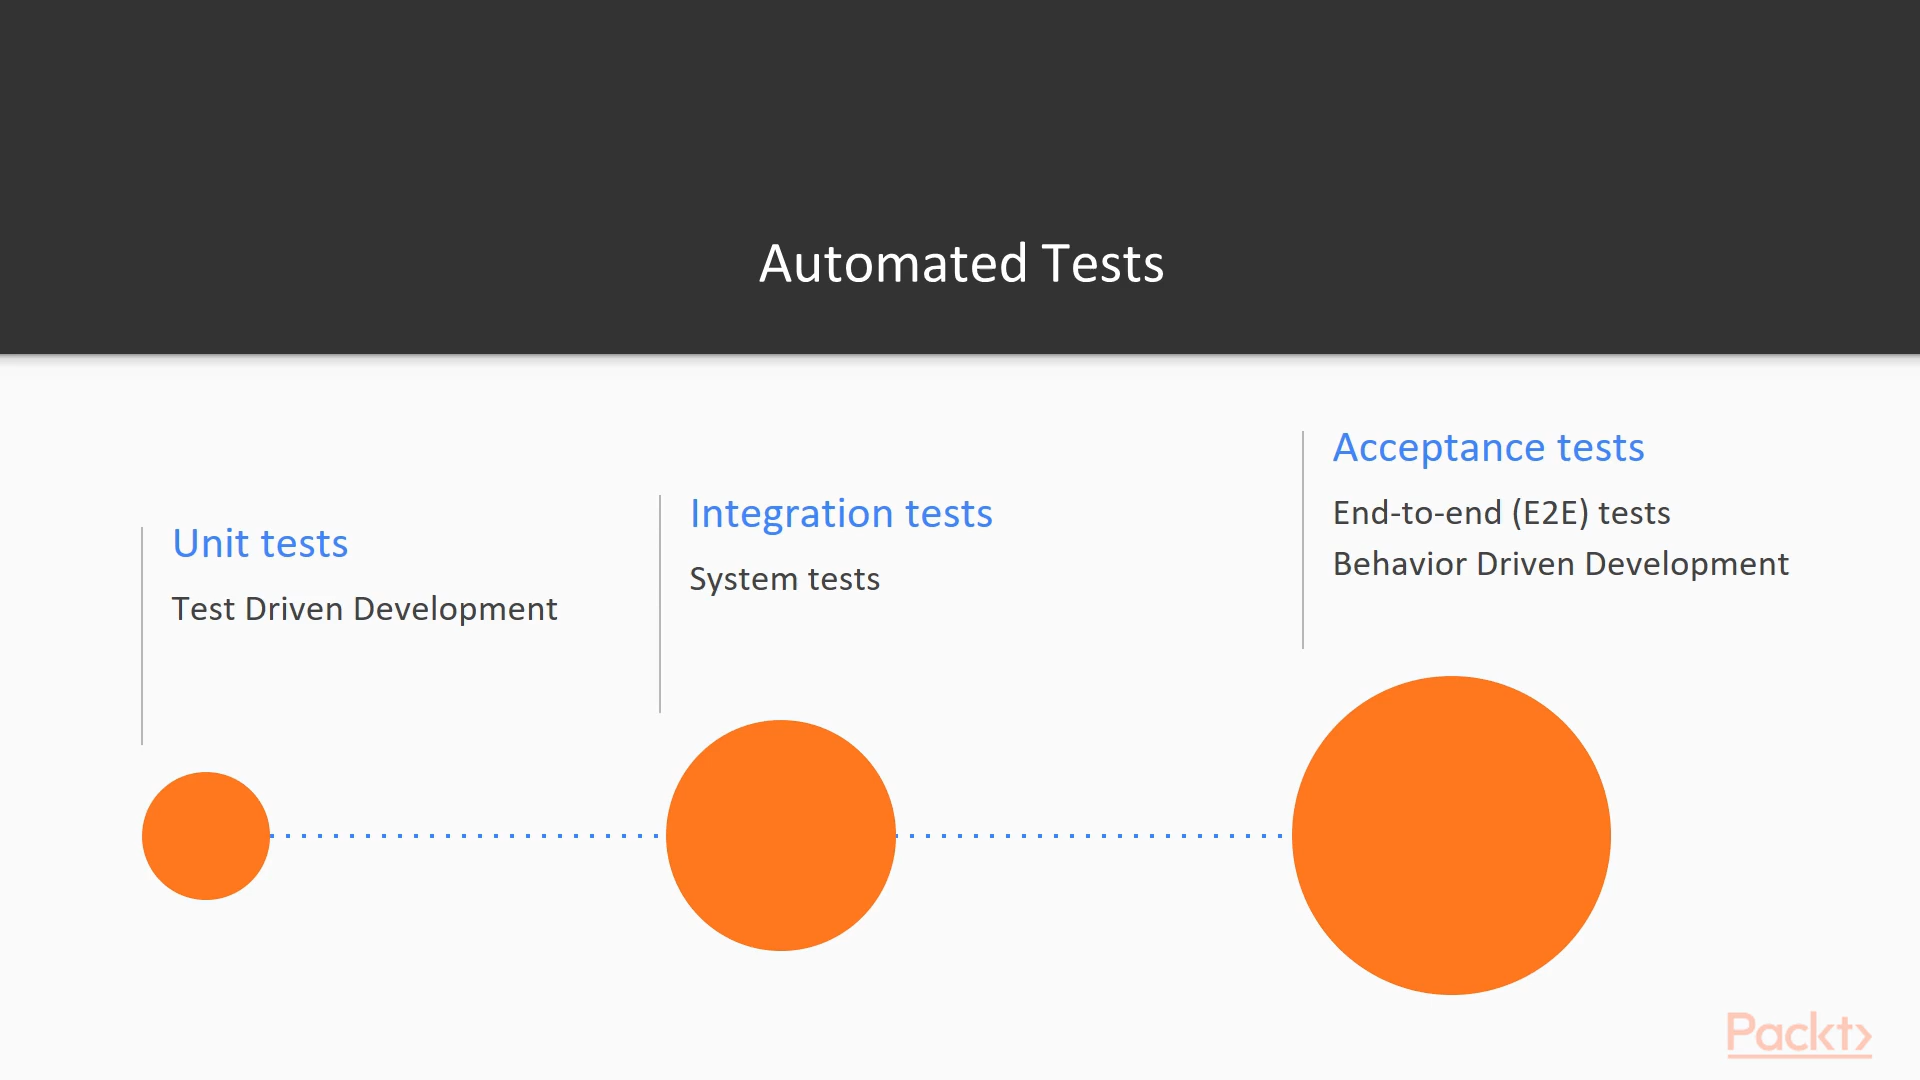 Automated Tests
Unit tests
Test Driven Development
Integration tests
System tests
Acceptance tests
End-to-end (E2E) tests
Behavior Driven Development
Packt>